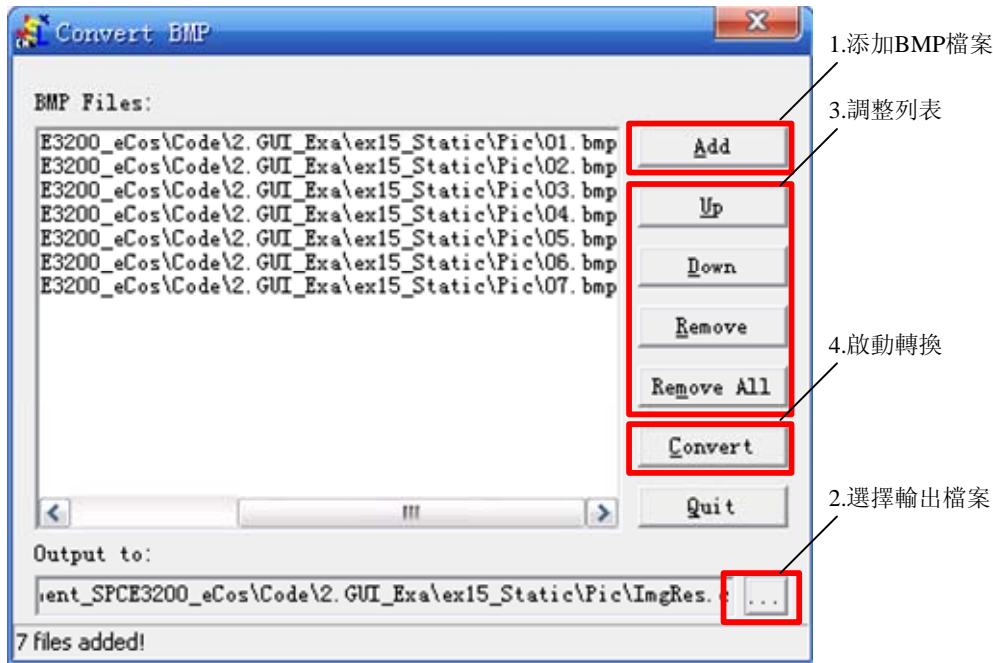 Convert BMP
1.添加BMP檔案
BMP Files:
3.調整列表
E3200_eCos\Code\2.GUI_Exa\ex15_Static\Pic\01.bmp
E3200_eCos\Code\2.GUI_Exa\ex15_Static\Pic\02.bmp
E3200_eCos\Code\2.GUI_Exa\ex15_Static\Pic\03.bmp
E3200_eCos\Code\2.GUI_Exa\ex15_Static\Pic\04.bmp
E3200_eCos\Code\2.GUI_Exa\ex15_Static\Pic\05.bmp
E3200_eCos\Code\2.GUI_Exa\ex15_Static\Pic\06.bmp
E3200_eCos\Code\2.GUI_Exa\ex15_Static\Pic\07.bmp
Add
Up
Down
Remove
Remove All
4.啟動轉換
Convert
Quit
2.選擇輸出檔案
Output to:
ent_SPCE3200_eCos\Code\2.GUI_Exa\ex15_Static\Pic\ImgRes.c
...
7 files added!